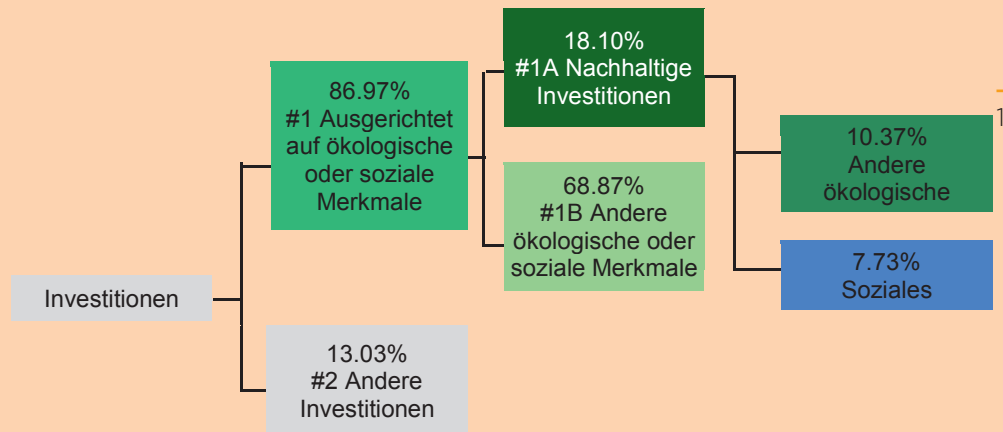 18.10%
#1A Nachhaltige
Investitionen
86.97%
#1 Ausgerichtet
auf ökologische
oder soziale
Merkmale
10.37%
Andere
ökologische
68.87%
#1B Andere
ökologische oder
soziale Merkmale
7.73%
Soziales
Investitionen
13.03%
#2 Andere
Investitionen
1